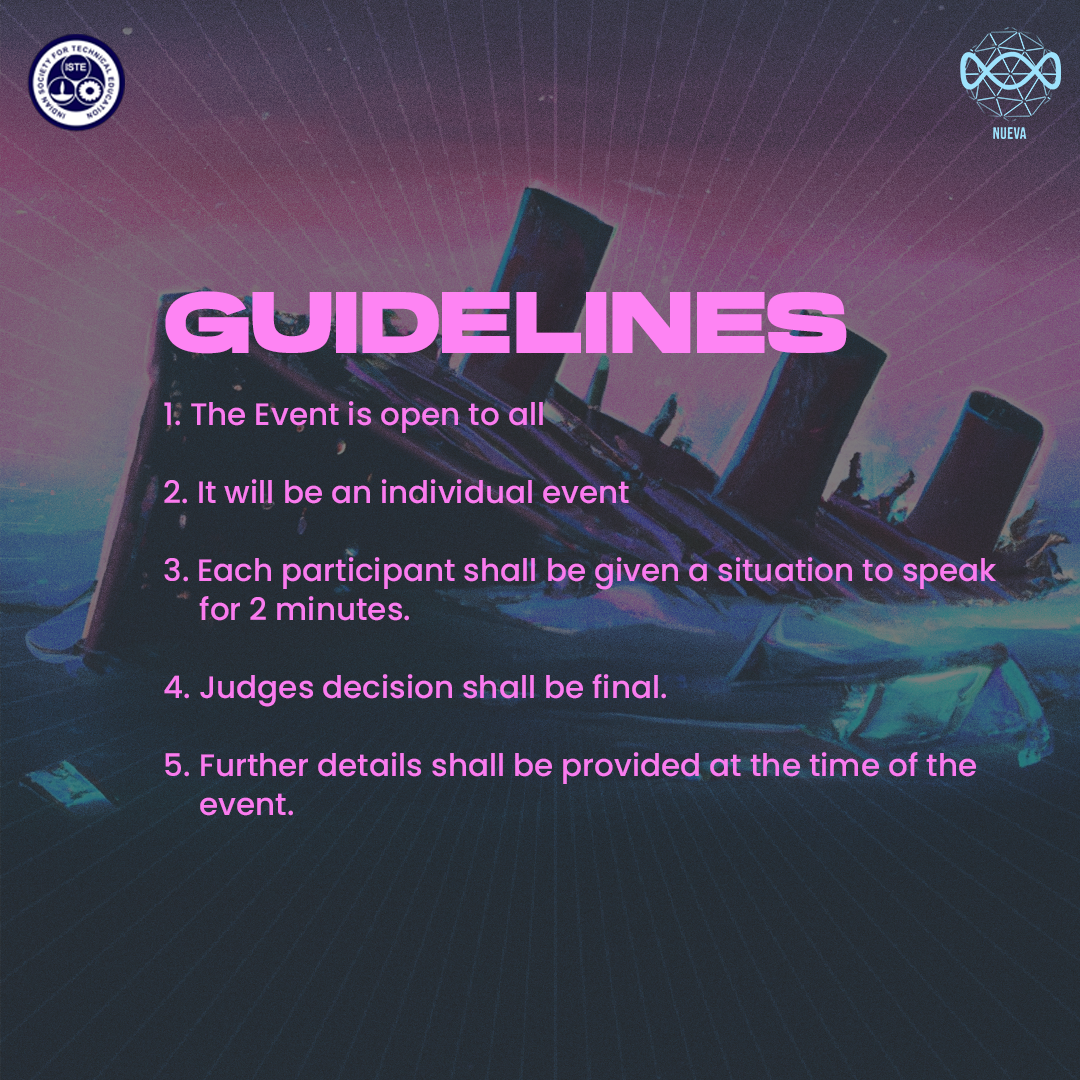 INDIAN SOCIETY FOR TECHNICAL EDUCATION
ISTE
NUEVA
GUIDELINES
1. The Event is open to all
2. It will be an individual event
3. Each participant shall be given a situation to speak
for 2 minutes.
4. Judges decision shall be final.
5. Further details shall be provided at the time of the
event.